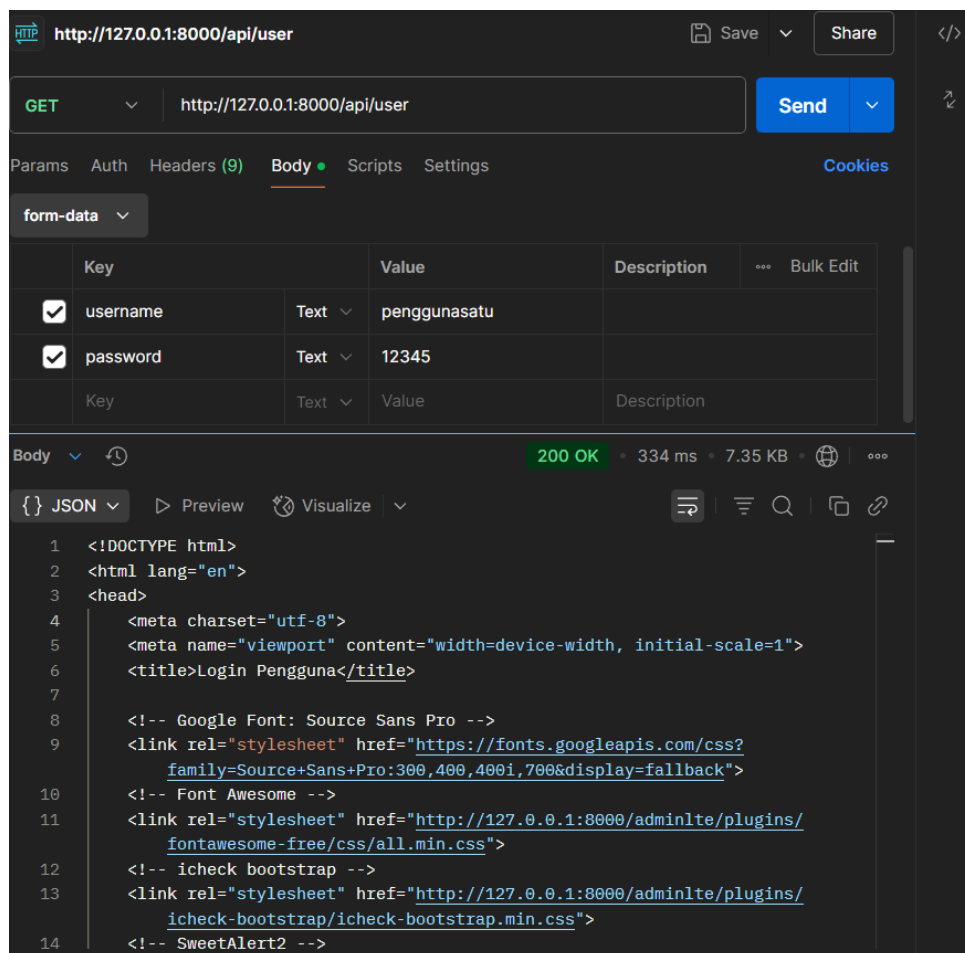 HTTP http://127.0.0.1:8000/api/user Save Share </>
GET http://127.0.0.1:8000/api/user Send
Params Auth Headers (9) Body Scripts Settings Cookies
form-data
Key Value Description Bulk Edit
username Text penggunasatu
password Text 12345
Key Text Value Description
Body 200 OK • 334 ms • 7.35 KB •
{} JSON Preview Visualize
1 <!DOCTYPE html>
2 <html lang="en">
3 <head>
4 <meta charset="utf-8">
5 <meta name="viewport" content="width=device-width, initial-scale=1">
6 <title>Login Pengguna</title>
7
8 <!-- Google Font: Source Sans Pro -->
9 <link rel="stylesheet" href="https://fonts.googleapis.com/css?
family=Source+Sans+Pro:300,400,400i,700&display=fallback">
10 <!-- Font Awesome -->
11 <link rel="stylesheet" href="http://127.0.0.1:8000/adminlte/plugins/
fontawesome-free/css/all.min.css">
12 <!-- icheck bootstrap -->
13 <link rel="stylesheet" href="http://127.0.0.1:8000/adminlte/plugins/
icheck-bootstrap/icheck-bootstrap.min.css">
14 <!-- SweetAlert2 -->